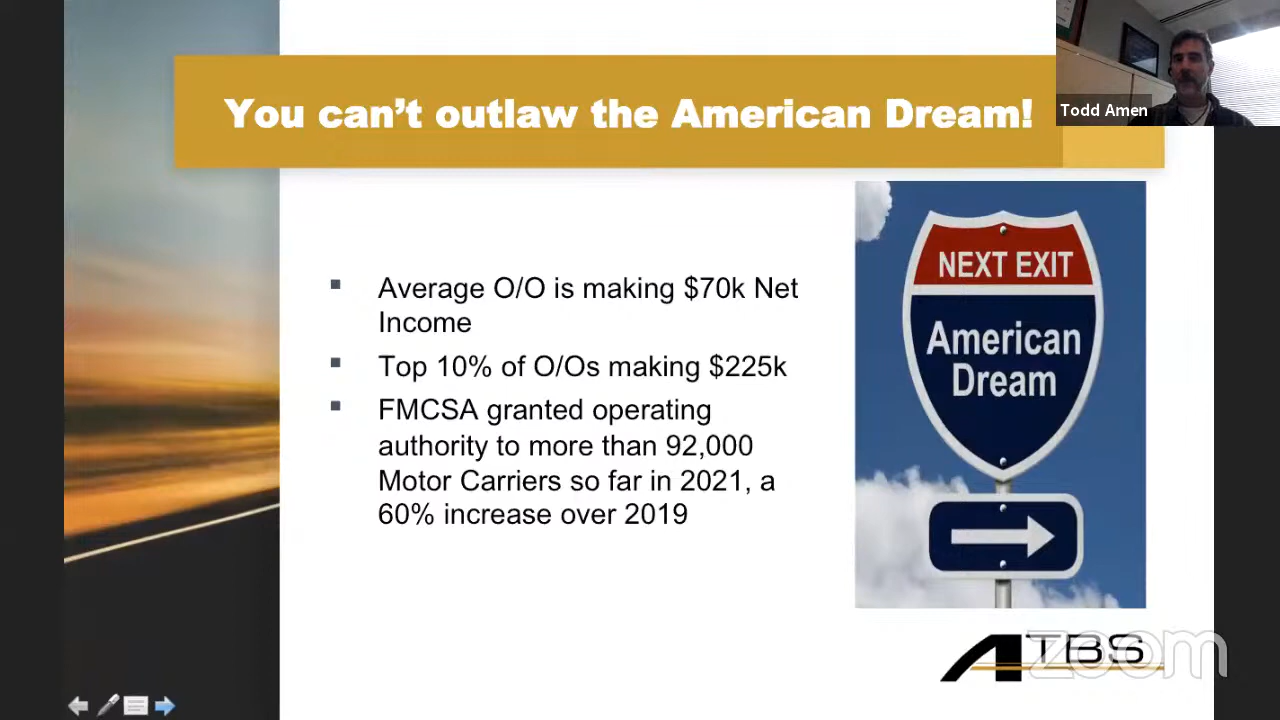 You can’t outlaw the American Dream!
Todd Amen
Average O/O is making $70k Net
Income
Top 10% of O/Os making $225k
FMCSA granted operating
authority to more than 92,000
Motor Carriers so far in 2021, a
60% increase over 2019
NEXT EXIT
American
Dream
ATBS
zoom